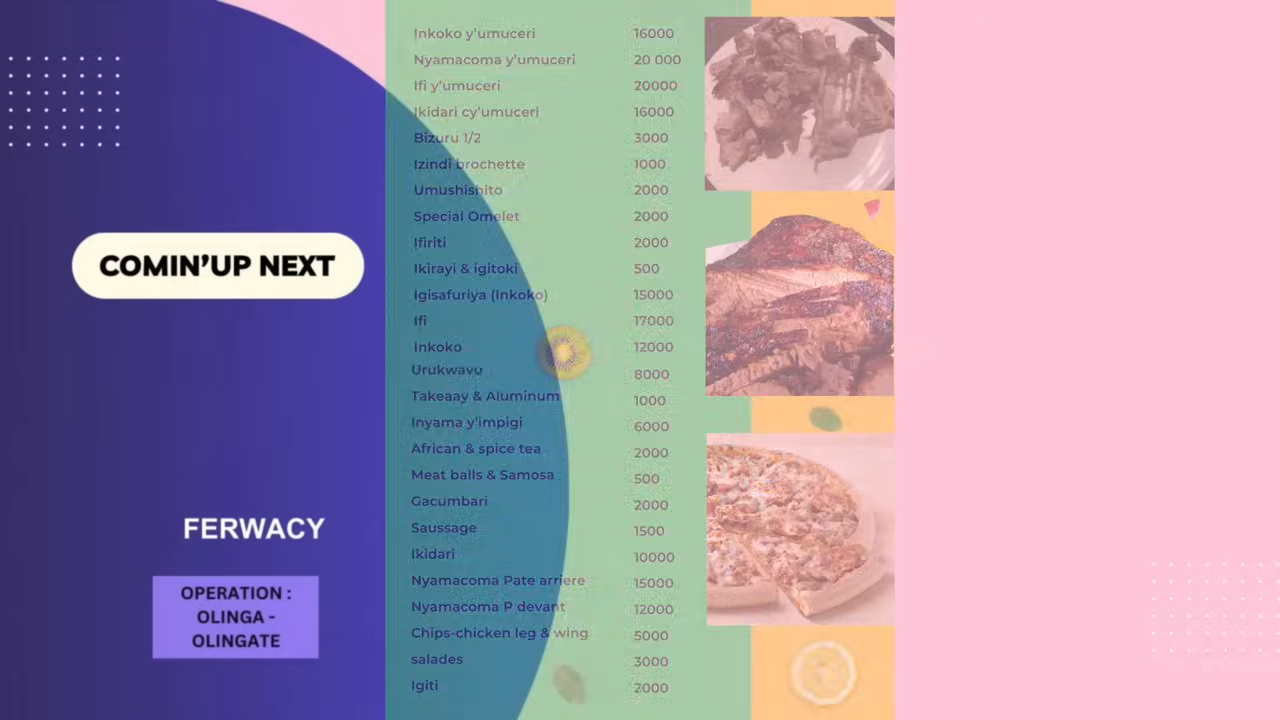 COMIN'UP NEXT
FERWACY
OPERATION :
OLINGA -
OLINGATE
Inkoko y'umuceri 16000
Nyamacoma y'umuceri 20 000
Ifi y'umuceri 20000
Ikidari cy'umuceri 16000
Bizuru 1/2 3000
Izindi brochette 1000
Umushishito 2000
Special Omelet 2000
Ifiriti 2000
Ikirayi & igitoki 500
Igisafuriya (Inkoko) 15000
Ifi 17000
Inkoko 12000
Urukwavu 8000
Takeaay & Aluminum 1000
Inyama y'impigi 6000
African & spice tea 2000
Meat balls & Samosa 500
Gacumbari 2000
Saussage 1500
Ikidari 10000
Nyamacoma Pate arriere 15000
Nyamacoma P devant 12000
Chips-chicken leg & wing 5000
salades 3000
Igiti 2000